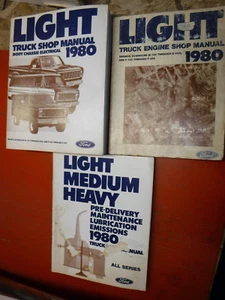 LIGHT
TRUCK SHOP MANUAL
BODY CHASSIS ELECTRICAL
1980
Ford
LIGHT
TRUCK ENGINE SHOP MANUAL
1980
Ford
LIGHT
MEDIUM
HEAVY
PRE-DELIVERY
MAINTENANCE
LUBRICATION
EMISSIONS
1980
TRUCK
ALL SERIES
Ford